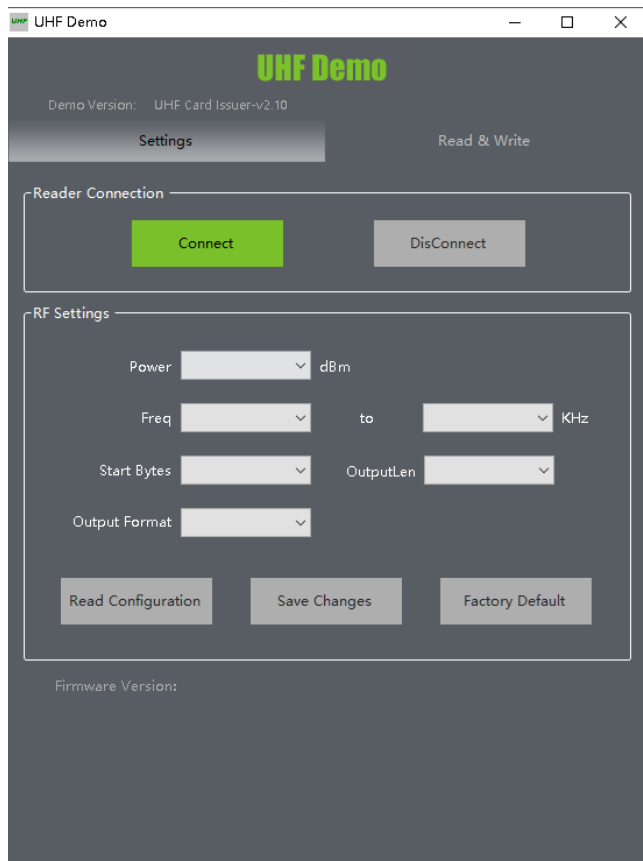 UHF UHF Demo
UHF Demo
Demo Version: UHF Card Issuer-v2.10
Settings Read & Write
Reader Connection
Connect DisConnect
RF Settings
Power dBm
Freq to KHz
Start Bytes OutputLen
Output Format
Read Configuration Save Changes Factory Default
Firmware Version: